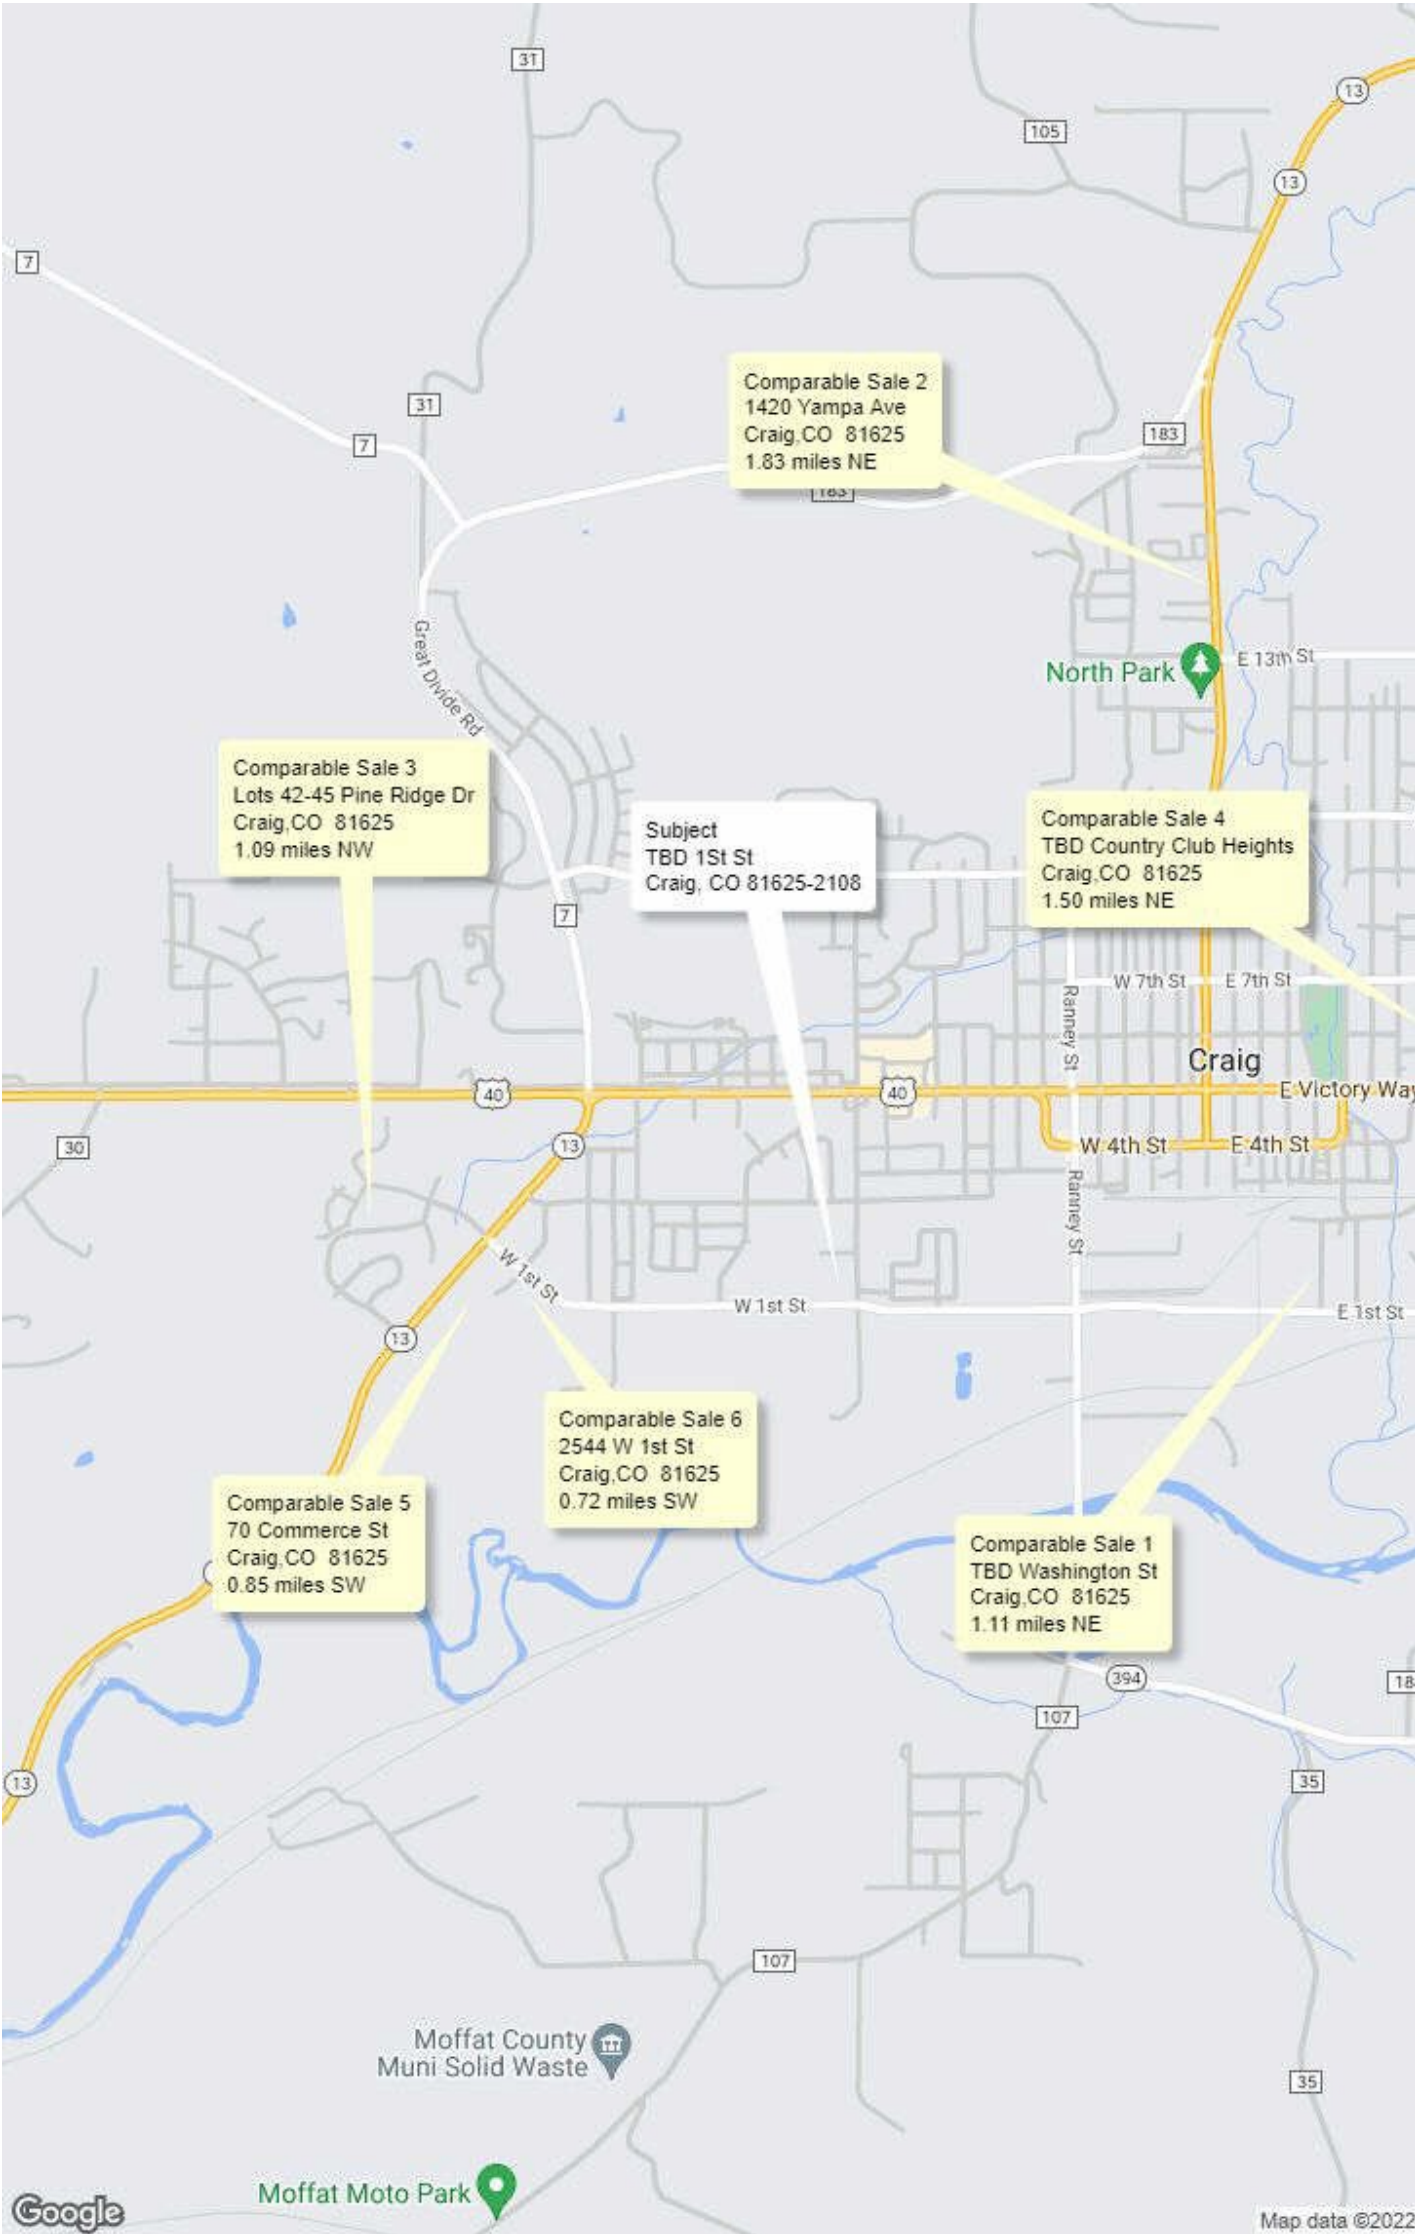 31
105
13
13
7
31
7
Comparable Sale 2
1420 Yampa Ave
Craig,CO 81625
1.83 miles NE
183
183
Great Divide Rd
North Park
E 13th St
Comparable Sale 3
Lots 42-45 Pine Ridge Dr
Craig,CO 81625
1.09 miles NW
Subject
TBD 1St St
Craig, CO 81625-2108
Comparable Sale 4
TBD Country Club Heights
Craig,CO 81625
1.50 miles NE
7
W 7th St
E 7th St
Ranney St
Craig
40
40
E Victory Way
30
13
W 4th St
E 4th St
Ranney St
W 1st St
W 1st St
E 1st St
13
Comparable Sale 6
2544 W 1st St
Craig,CO 81625
0.72 miles SW
Comparable Sale 5
70 Commerce St
Craig,CO 81625
0.85 miles SW
Comparable Sale 1
TBD Washington St
Craig,CO 81625
1.11 miles NE
394
18
107
13
35
107
Moffat County
Muni Solid Waste
35
Moffat Moto Park
Google
Map data ©2022